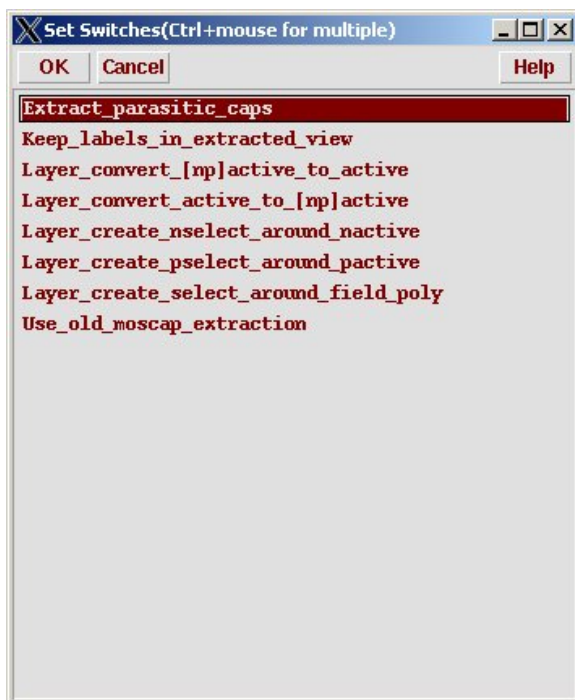 Set Switches(Ctrl+mouse for multiple)
OK Cancel Help
Extract_parasitic_caps
Keep_labels_in_extracted_view
Layer_convert_[np]active_to_active
Layer_convert_active_to_[np]active
Layer_create_nselect_around_nactive
Layer_create_pselect_around_pactive
Layer_create_select_around_field_poly
Use_old_moscap_extraction